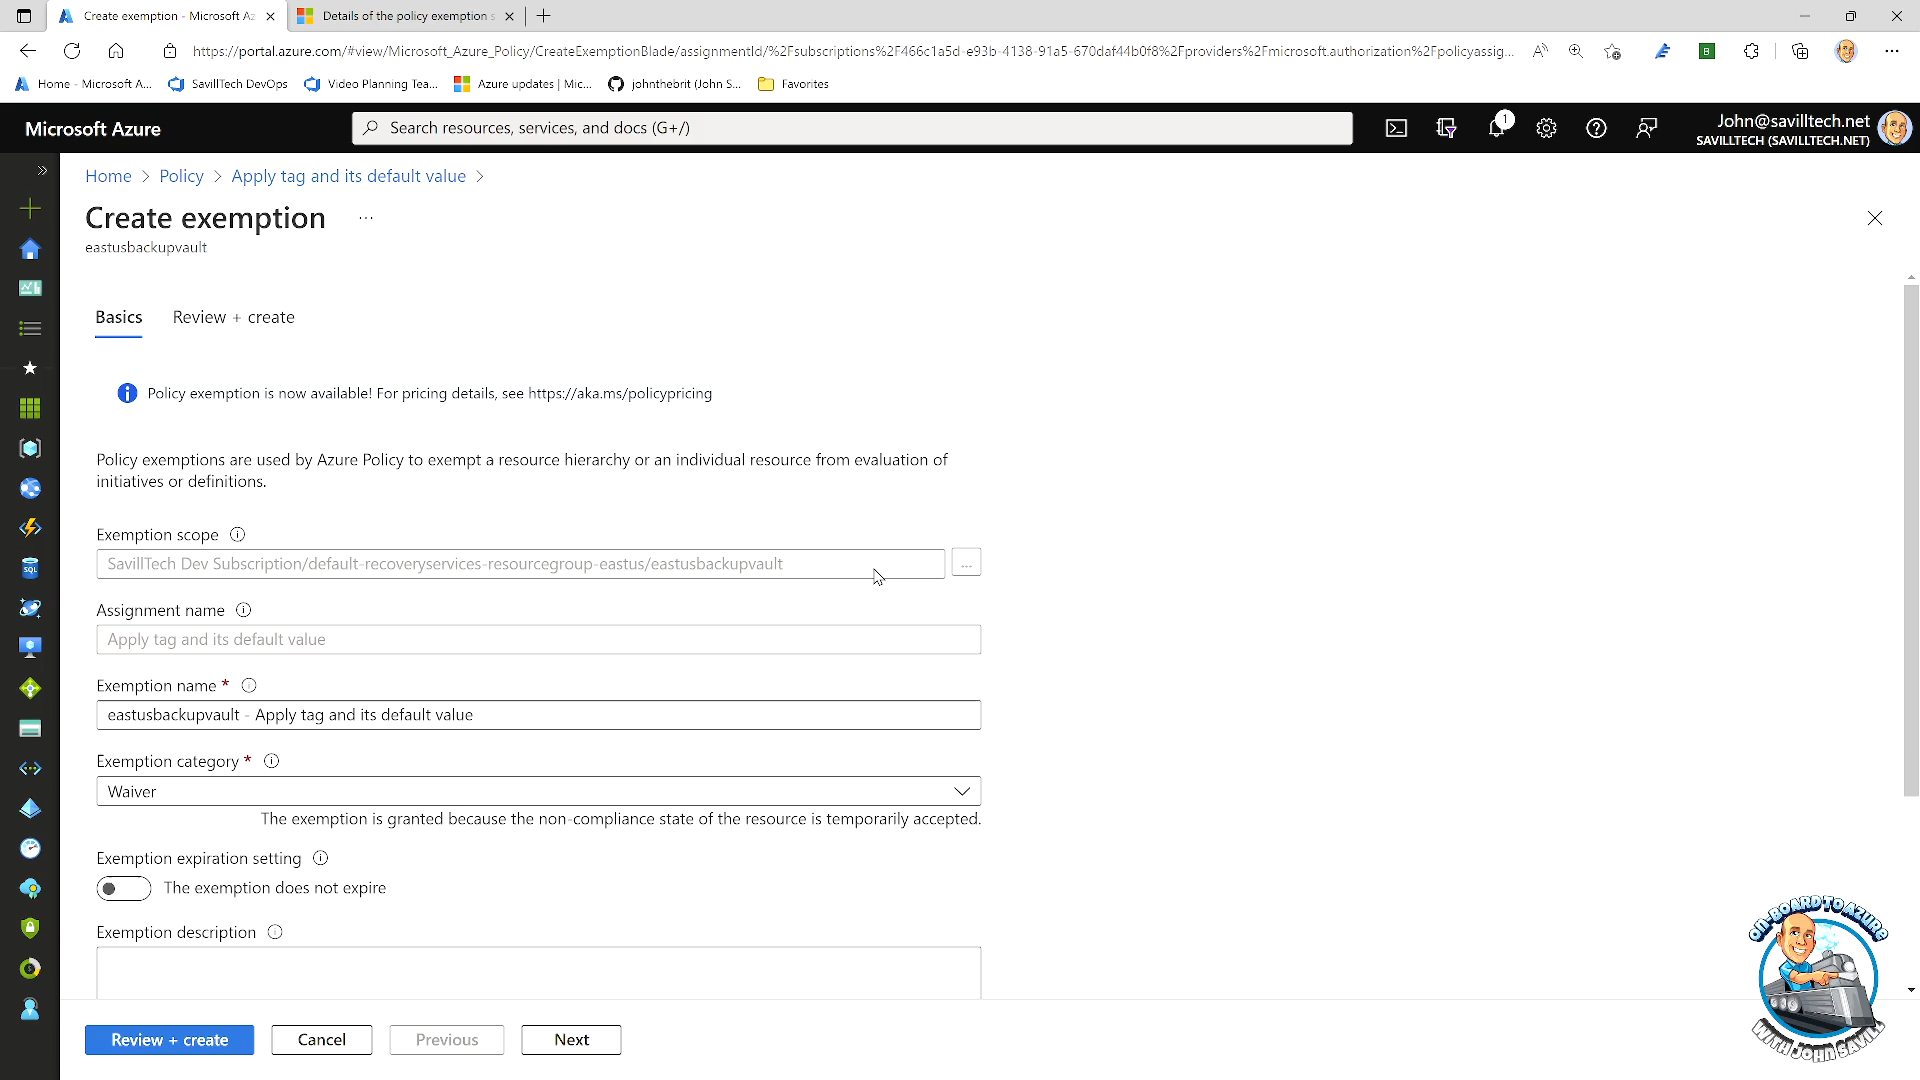 Create exemption - Microsoft Az
Details of the policy exemption s
https://portal.azure.com/#view/Microsoft_Azure_Policy/CreateExemptionBlade/assignmentId/%2Fsubscriptions%2F466c1a5d-e93b-4138-91a5-670daf44b0f8%2Fproviders%2Fmicrosoft.authorization%2Fpolicyassig...
Home - Microsoft A...
SavillTech DevOps
Video Planning Tea...
Azure updates | Mic...
johnthebrit (John S...
Favorites
Microsoft Azure
Search resources, services, and docs (G+/)
1
John@savilltech.net
SAVILLTECH (SAVILLTECH.NET)
Home > Policy > Apply tag and its default value >
Create exemption ...
eastusbackupvault
Basics
Review + create
Policy exemption is now available! For pricing details, see https://aka.ms/policypricing
Policy exemptions are used by Azure Policy to exempt a resource hierarchy or an individual resource from evaluation of
initiatives or definitions.
Exemption scope
SavillTech Dev Subscription/default-recoveryservices-resourcegroup-eastus/eastusbackupvault
...
Assignment name
Apply tag and its default value
Exemption name *
eastusbackupvault - Apply tag and its default value
Exemption category *
Waiver
The exemption is granted because the non-compliance state of the resource is temporarily accepted.
Exemption expiration setting
The exemption does not expire
Exemption description
Review + create
Cancel
Previous
Next
ON-BOARD TO AZURE
WITH JOHN SAVILL